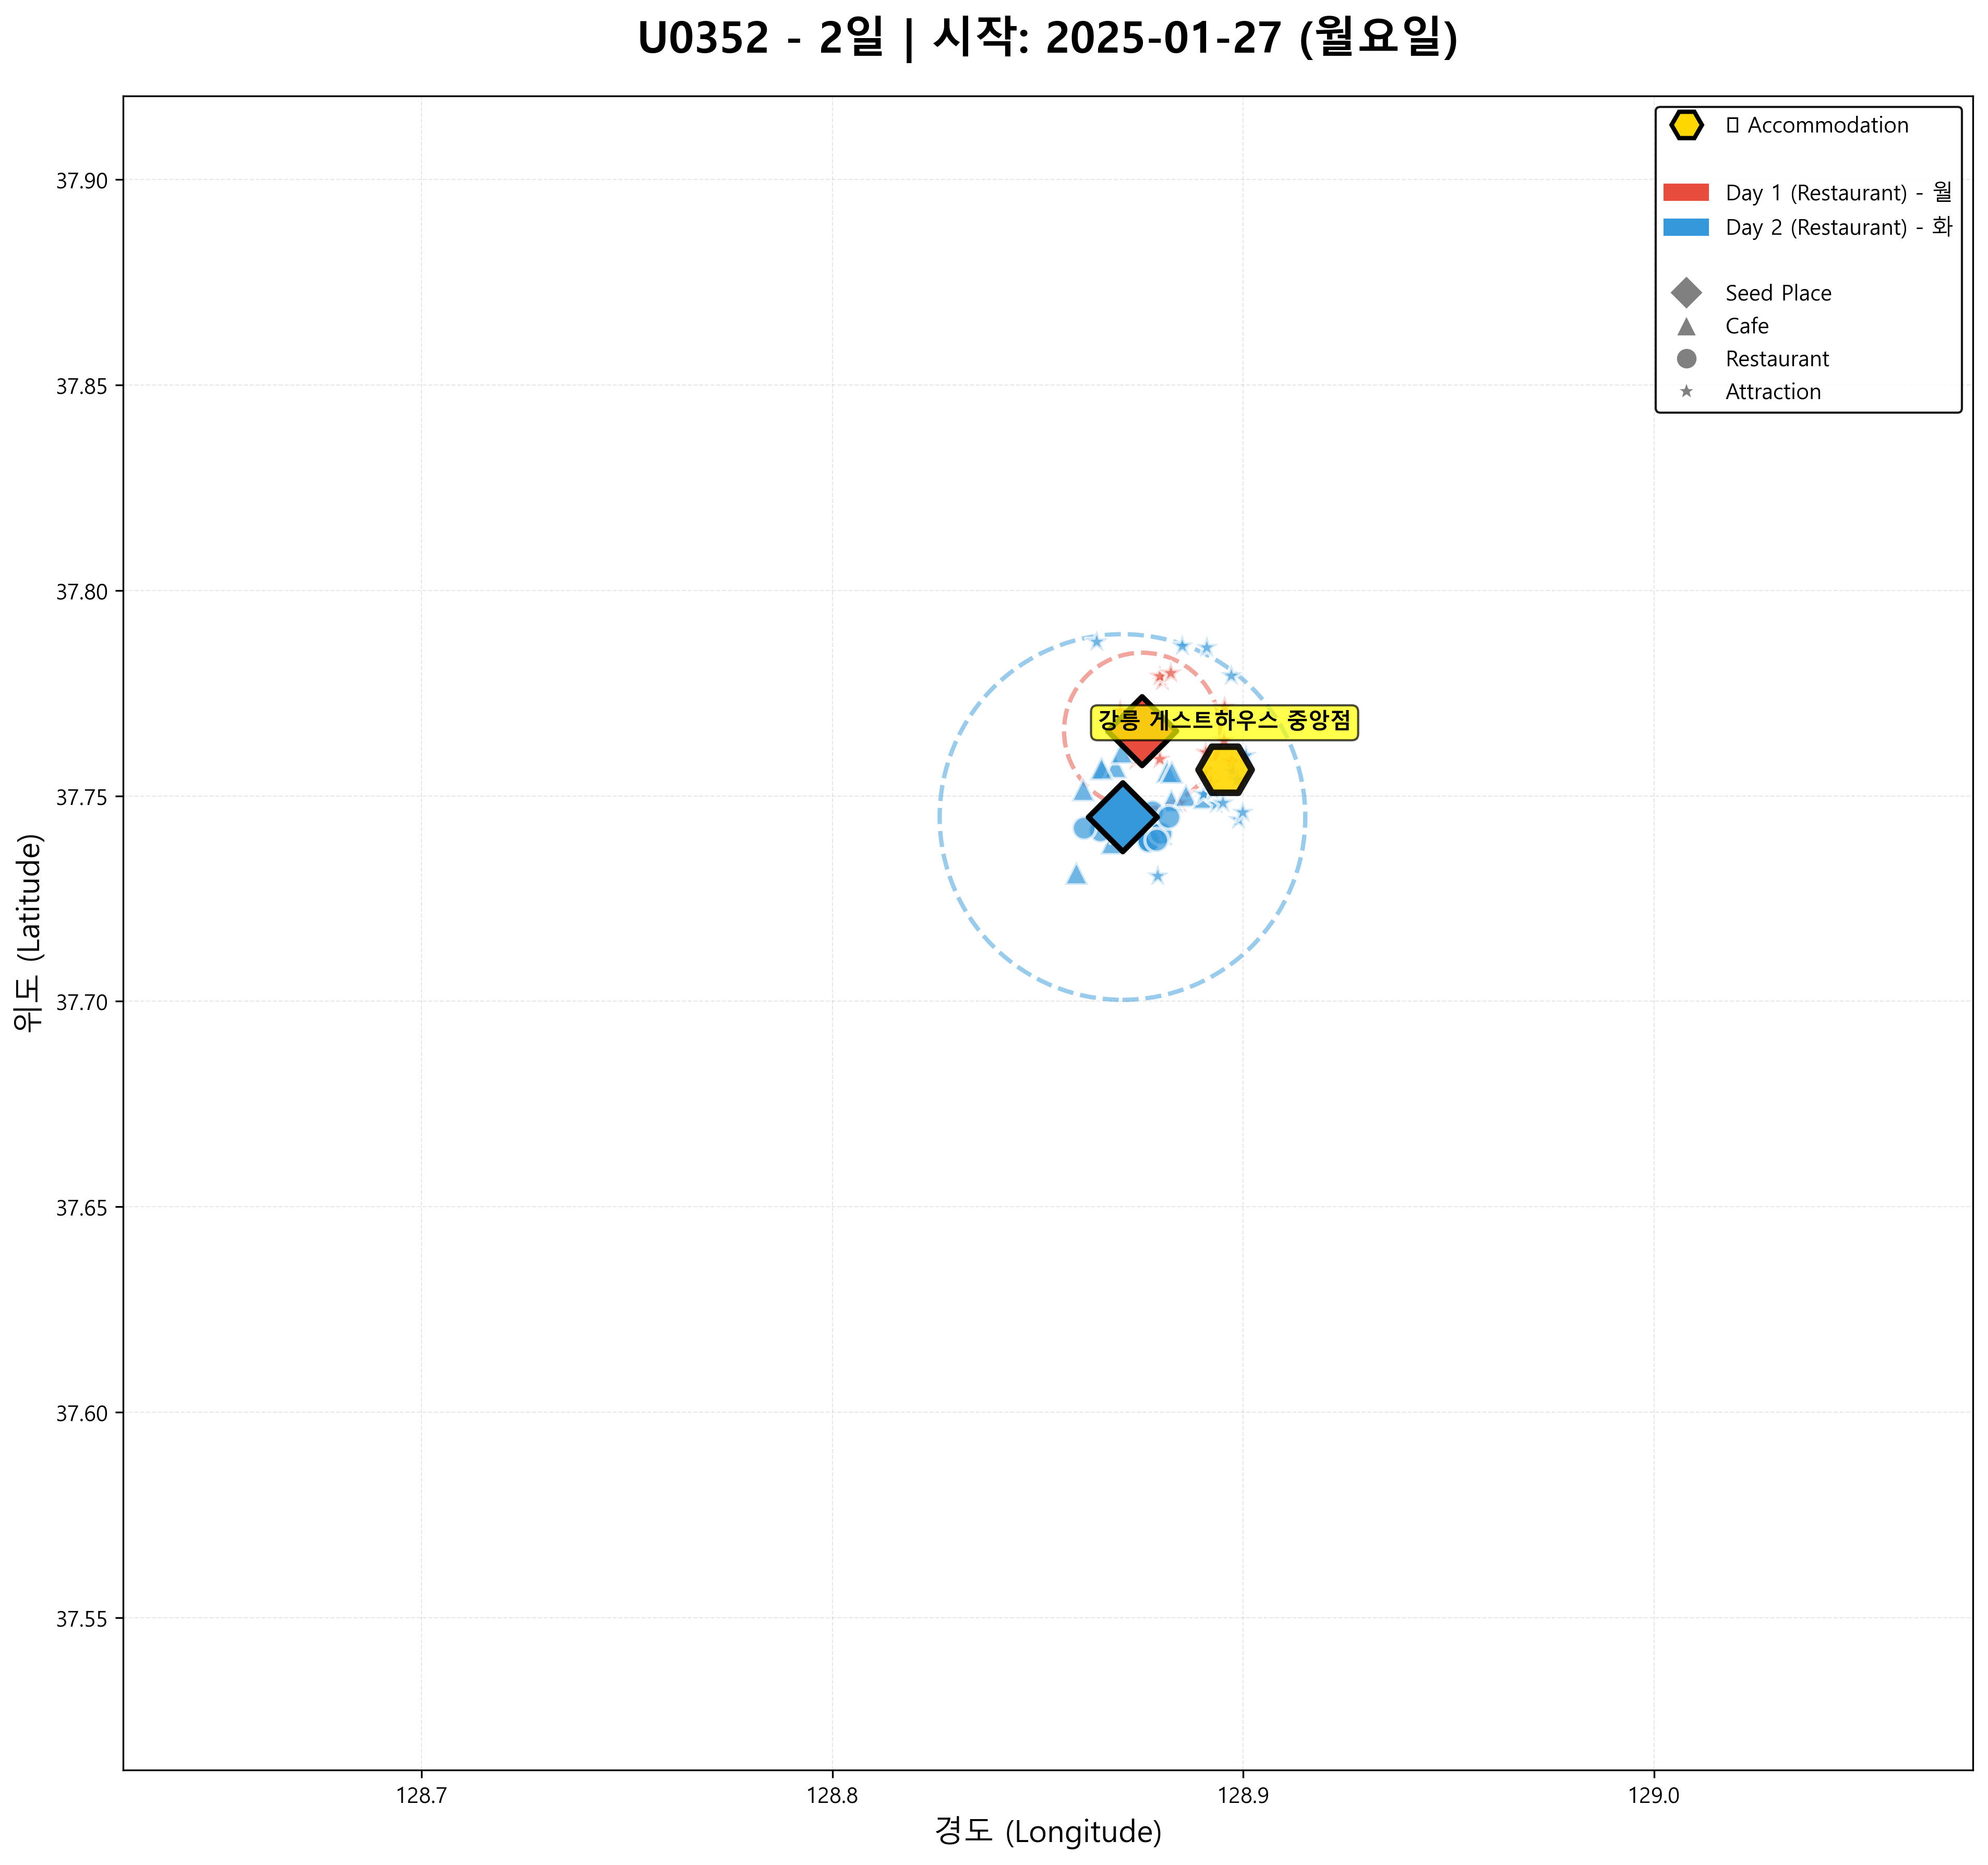 U0352 - 2일 | 시작: 2025-01-27 (월요일)
Accommodation
Day 1 (Restaurant) - 월
Day 2 (Restaurant) - 화
Seed Place
Cafe
Restaurant
Attraction
37.90
37.85
37.80
37.75
37.70
37.65
37.60
37.55
위도 (Latitude)
강릉 게스트하우스 중앙점
128.7
128.8
128.9
129.0
경도 (Longitude)